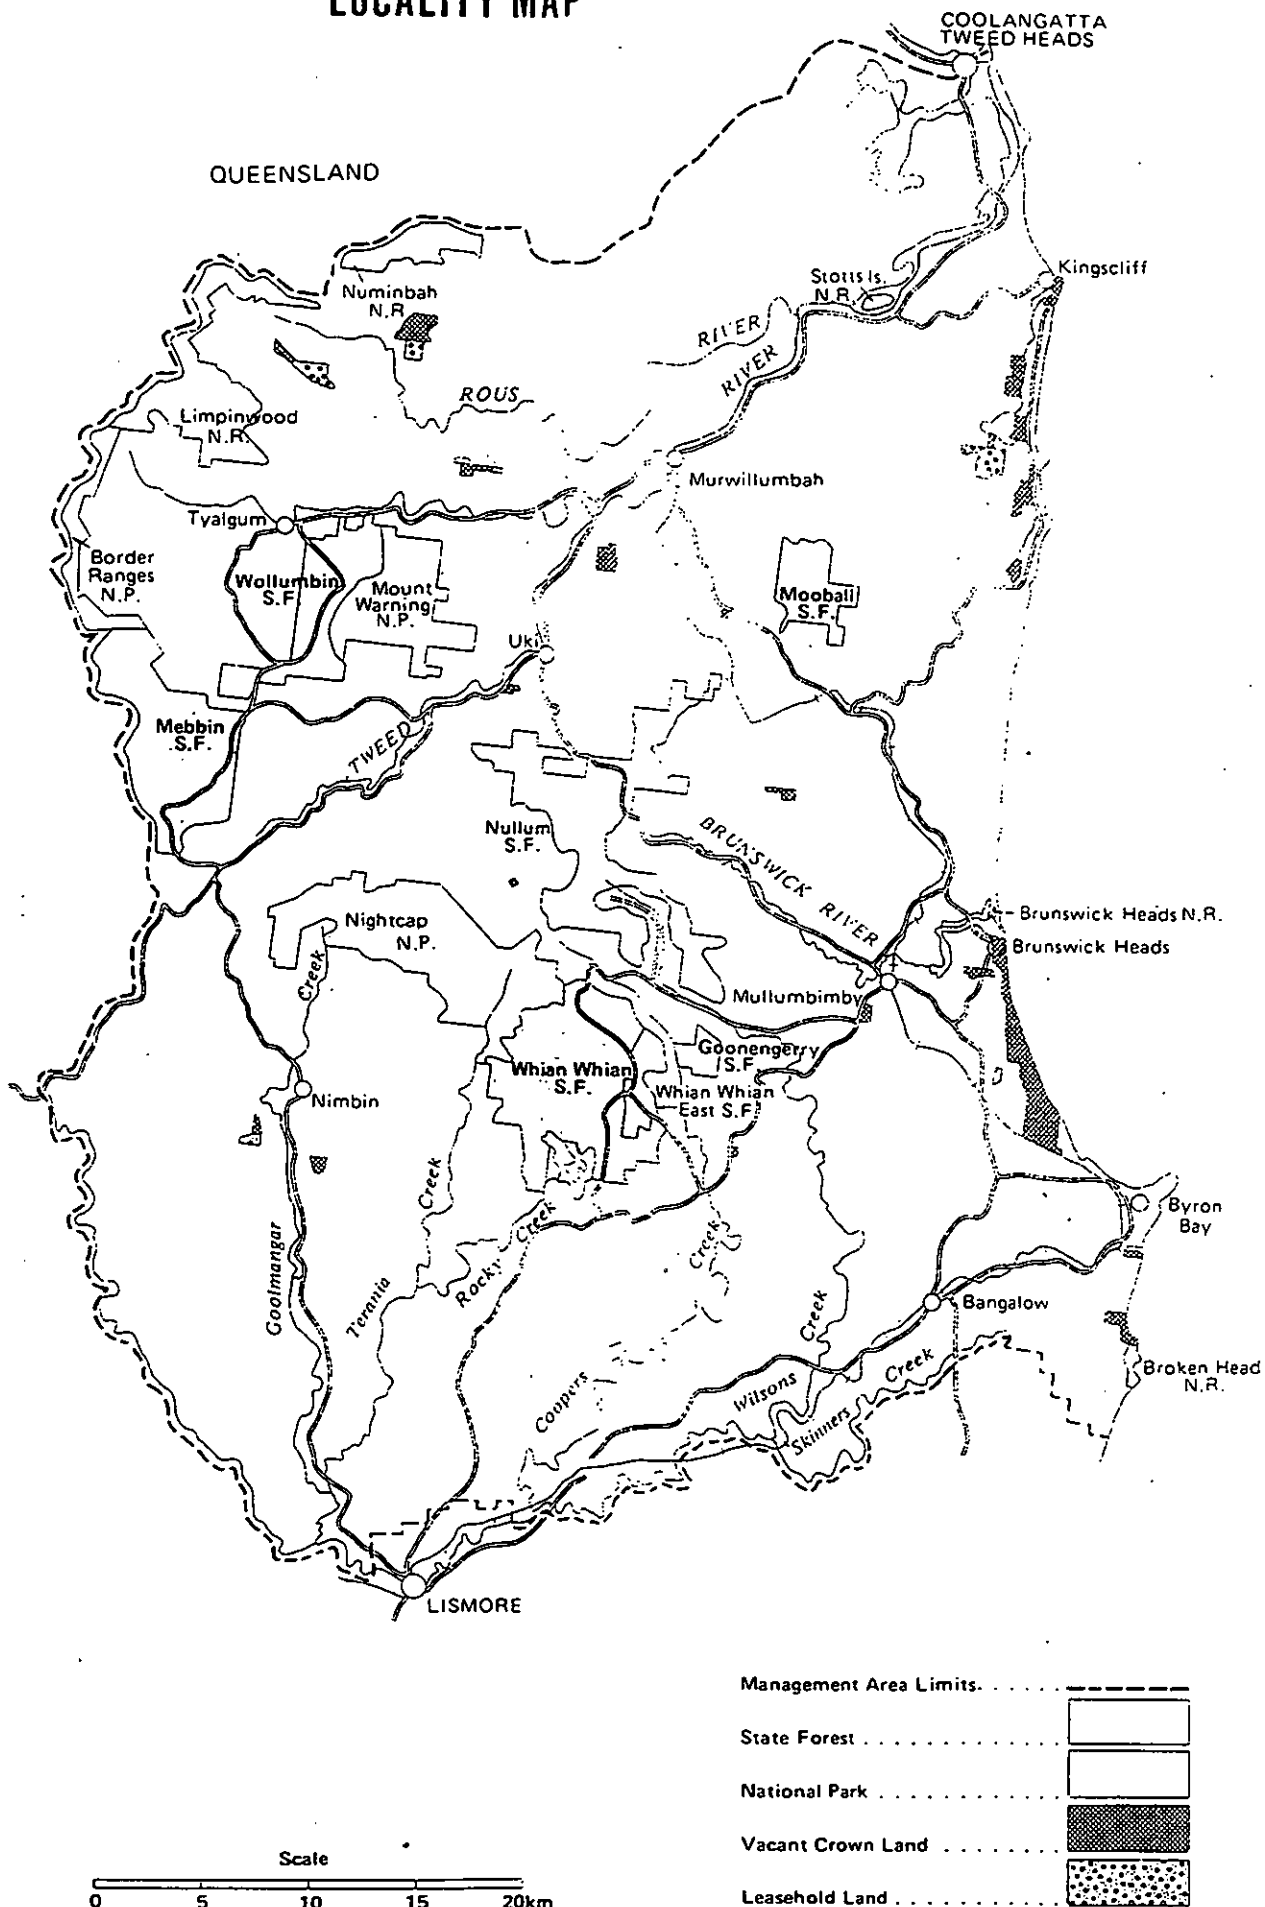 LOCALITY MAP
COOLANGATTA
TWEED HEADS
QUEENSLAND
Numinbah
N.R
Stotts Is.
N.R.
Kingscliff
RIVER
RIVER
ROUS
Limpinwood
N.R.
Murwillumbah
Tyalgum
Border
Ranges
N.P.
Wollumbin
S.F
Mount
Warning
N.P.
Mooball
S.F.
Uki
Mebbin
S.F.
TWEED
Nullum
S.F.
BRUNSWICK RIVER
Nightcap
N.P.
Creek
Brunswick Heads N.R.
Brunswick Heads
Mullumbimby
Goonengerry
S.F.
Whian Whian
S.F.
Whian Whian
East S.F.
Nimbin
Byron
Bay
Goolmangar
Terania
Creek
Rocky
Creek
Creek
Creek
Bangalow
Coopers
Wilsons
Skinners
Creek
Broken Head
N.R.
LISMORE
Management Area Limits. . . . . .
State Forest . . . . . . . . . . . . . .
National Park . . . . . . . . . . . . .
Vacant Crown Land . . . . . . . .
Leasehold Land . . . . . . . . . . . .
Scale
0 5 10 15 20km